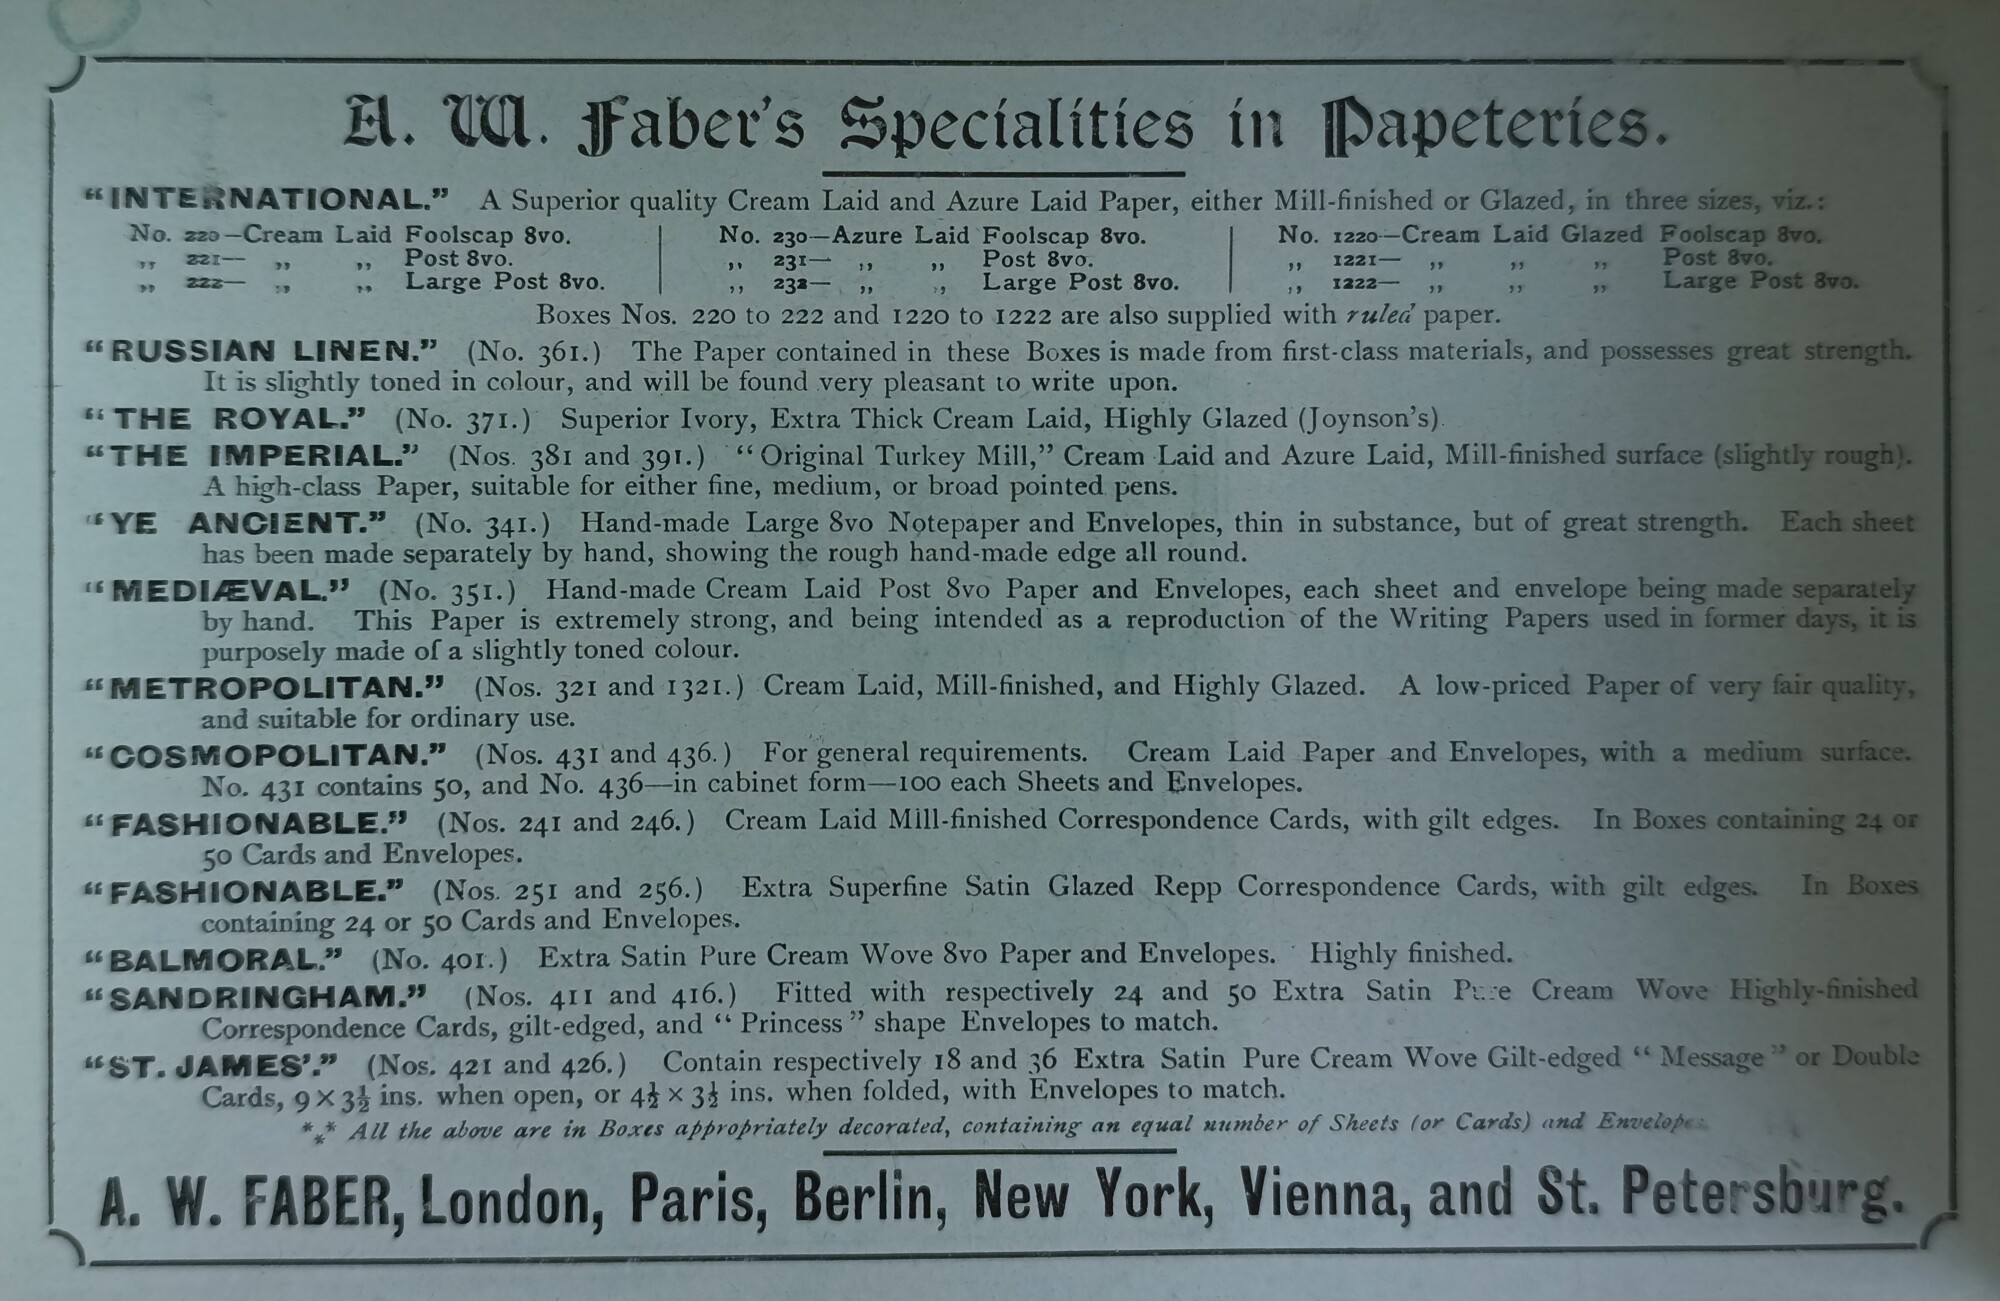 A. W. Faber's Specialities in Papeteries.
“INTERNATIONAL.” A Superior quality Cream Laid and Azure Laid Paper, either Mill-finished or Glazed, in three sizes, viz.:
No. 220—Cream Laid Foolscap 8vo. No. 230—Azure Laid Foolscap 8vo. No. 1220—Cream Laid Glazed Foolscap 8vo.
„ 221— „ „ Post 8vo. „ 231— „ „ Post 8vo. „ 1221— „ „ „ Post 8vo.
„ 222— „ „ Large Post 8vo. „ 232— „ „ Large Post 8vo. „ 1222— „ „ „ Large Post 8vo.
Boxes Nos. 220 to 222 and 1220 to 1222 are also supplied with ruled paper.
“RUSSIAN LINEN.” (No. 361.) The Paper contained in these Boxes is made from first-class materials, and possesses great strength.
It is slightly toned in colour, and will be found very pleasant to write upon.
“THE ROYAL.” (No. 371.) Superior Ivory, Extra Thick Cream Laid, Highly Glazed (Joynson's).
“THE IMPERIAL.” (Nos. 381 and 391.) “Original Turkey Mill,” Cream Laid and Azure Laid, Mill-finished surface (slightly rough).
A high-class Paper, suitable for either fine, medium, or broad pointed pens.
“YE ANCIENT.” (No. 341.) Hand-made Large 8vo Notepaper and Envelopes, thin in substance, but of great strength. Each sheet
has been made separately by hand, showing the rough hand-made edge all round.
“MEDIÆVAL.” (No. 351.) Hand-made Cream Laid Post 8vo Paper and Envelopes, each sheet and envelope being made separately
by hand. This Paper is extremely strong, and being intended as a reproduction of the Writing Papers used in former days, it is
purposely made of a slightly toned colour.
“METROPOLITAN.” (Nos. 321 and 1321.) Cream Laid, Mill-finished, and Highly Glazed. A low-priced Paper of very fair quality,
and suitable for ordinary use.
“COSMOPOLITAN.” (Nos. 431 and 436.) For general requirements. Cream Laid Paper and Envelopes, with a medium surface.
No. 431 contains 50, and No. 436—in cabinet form—100 each Sheets and Envelopes.
“FASHIONABLE.” (Nos. 241 and 246.) Cream Laid Mill-finished Correspondence Cards, with gilt edges. In Boxes containing 24 or
50 Cards and Envelopes.
“FASHIONABLE.” (Nos. 251 and 256.) Extra Superfine Satin Glazed Repp Correspondence Cards, with gilt edges. In Boxes
containing 24 or 50 Cards and Envelopes.
“BALMORAL.” (No. 401.) Extra Satin Pure Cream Wove 8vo Paper and Envelopes. Highly finished.
“SANDRINGHAM.” (Nos. 411 and 416.) Fitted with respectively 24 and 50 Extra Satin Pure Cream Wove Highly-finished
Correspondence Cards, gilt-edged, and “Princess” shape Envelopes to match.
“ST. JAMES'.” (Nos. 421 and 426.) Contain respectively 18 and 36 Extra Satin Pure Cream Wove Gilt-edged “Message” or Double
Cards, 9 × 3½ ins. when open, or 4½ × 3½ ins. when folded, with Envelopes to match.
*** All the above are in Boxes appropriately decorated, containing an equal number of Sheets (or Cards) and Envelopes
A. W. FABER, London, Paris, Berlin, New York, Vienna, and St. Petersburg.